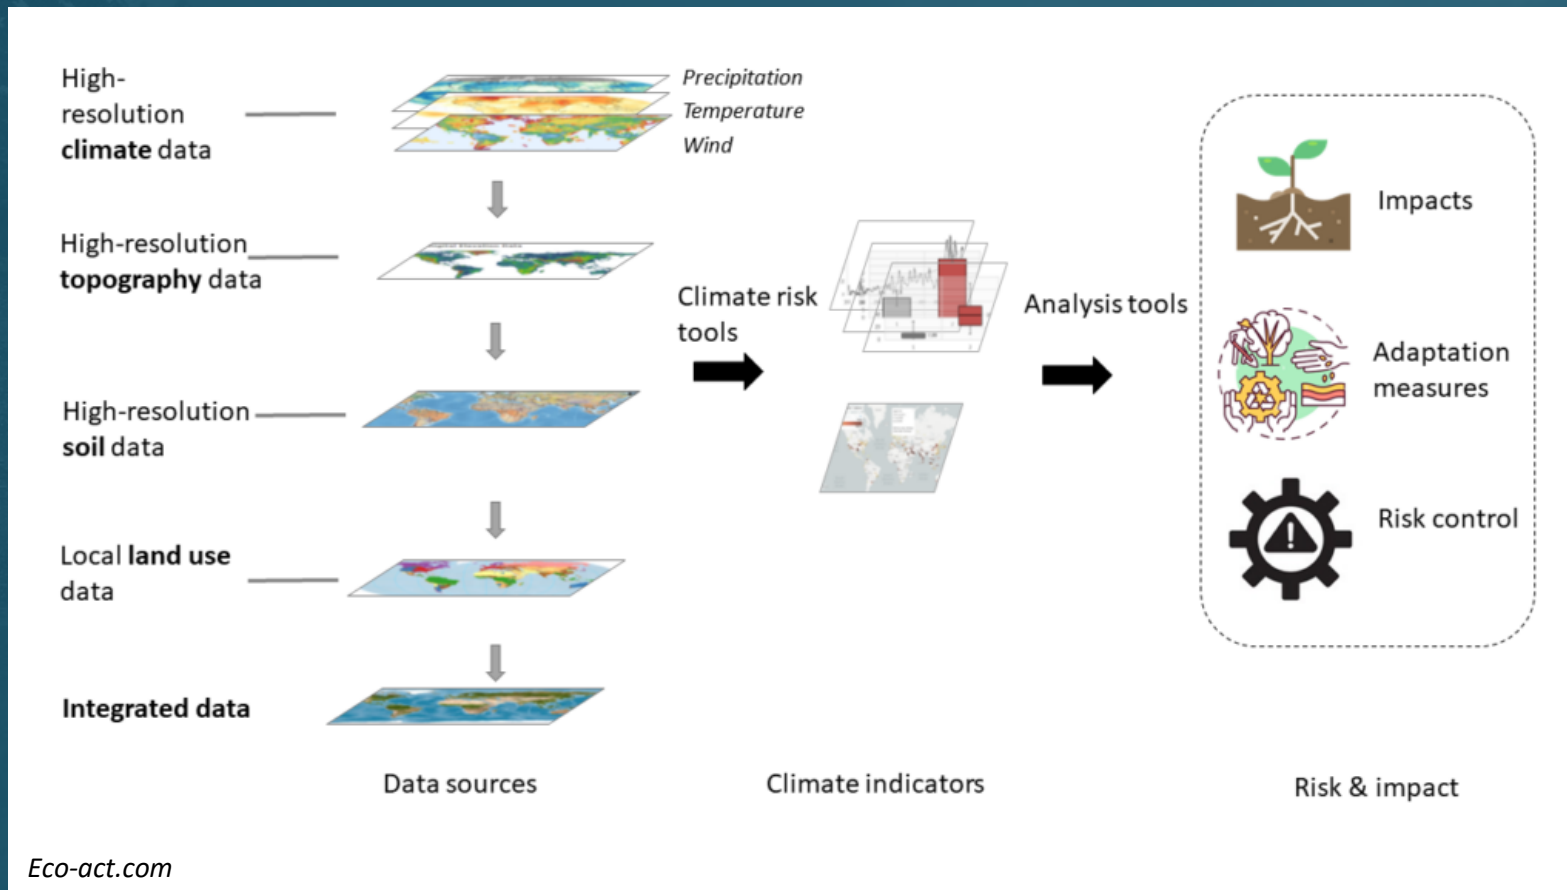 High-
resolution
climate data
Precipitation
Temperature
Wind
High-resolution
topography data
High-resolution
soil data
Local land use
data
Integrated data
Data sources
Climate risk
tools
Climate indicators
Analysis tools
Impacts
Adaptation
measures
Risk control
Risk & impact
Eco-act.com